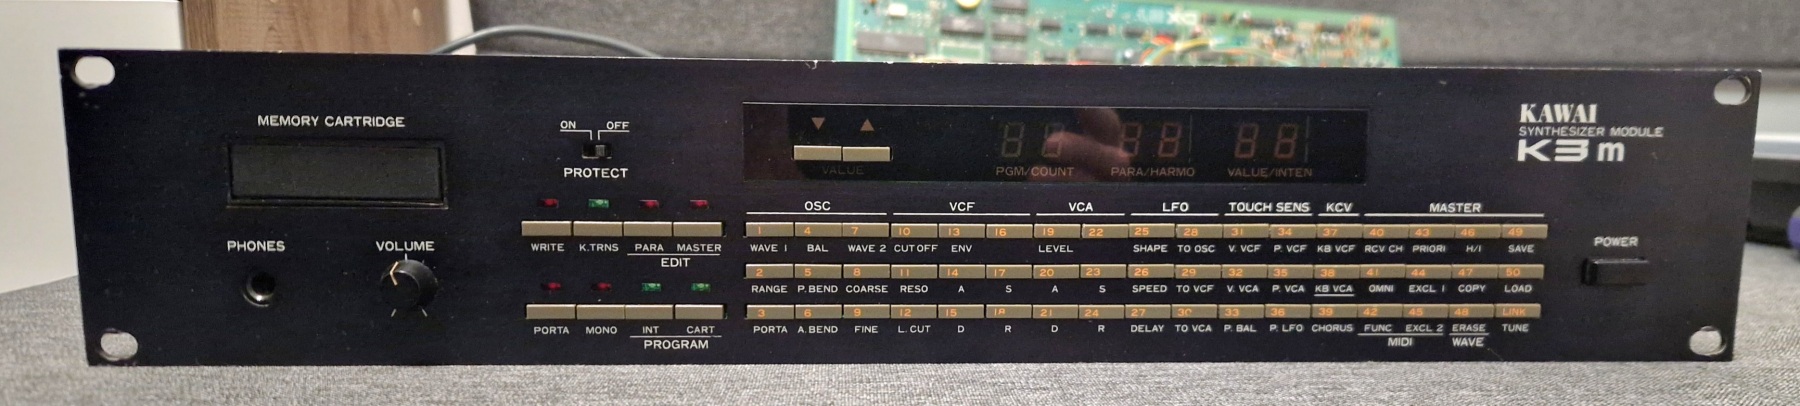 MEMORY CARTRIDGE
ON OFF
PROTECT
VALUE
PGM/COUNT PARA/HARMO VALUE/INTEN
KAWAI
SYNTHESIZER MODULE
K3m
PHONES
VOLUME
WRITE K.TRNS PARA MASTER
EDIT
PORTA MONO INT CART
PROGRAM
OSC VCF VCA LFO TOUCH SENS KCV MASTER
1 4 7 10 13 16 19 22 25 28 31 34 37 40 43 46 49
WAVE 1 BAL WAVE 2 CUT OFF ENV LEVEL SHAPE TO OSC V. VCF P. VCF KB VCF RCV CH PRIORI H/I SAVE
2 5 8 11 14 17 20 23 26 29 32 35 38 41 44 47 50
RANGE P.BEND COARSE RESO A S A S SPEED TO VCF V. VCA P. VCA KB VCA OMNI EXCL 1 COPY LOAD
3 6 9 12 15 18 21 24 27 30 33 36 39 42 45 48 LINK
PORTA A.BEND FINE L. CUT D R D R DELAY TO VCA P. BAL P. LFO CHORUS FUNC EXCL 2 ERASE TUNE
MIDI WAVE
POWER